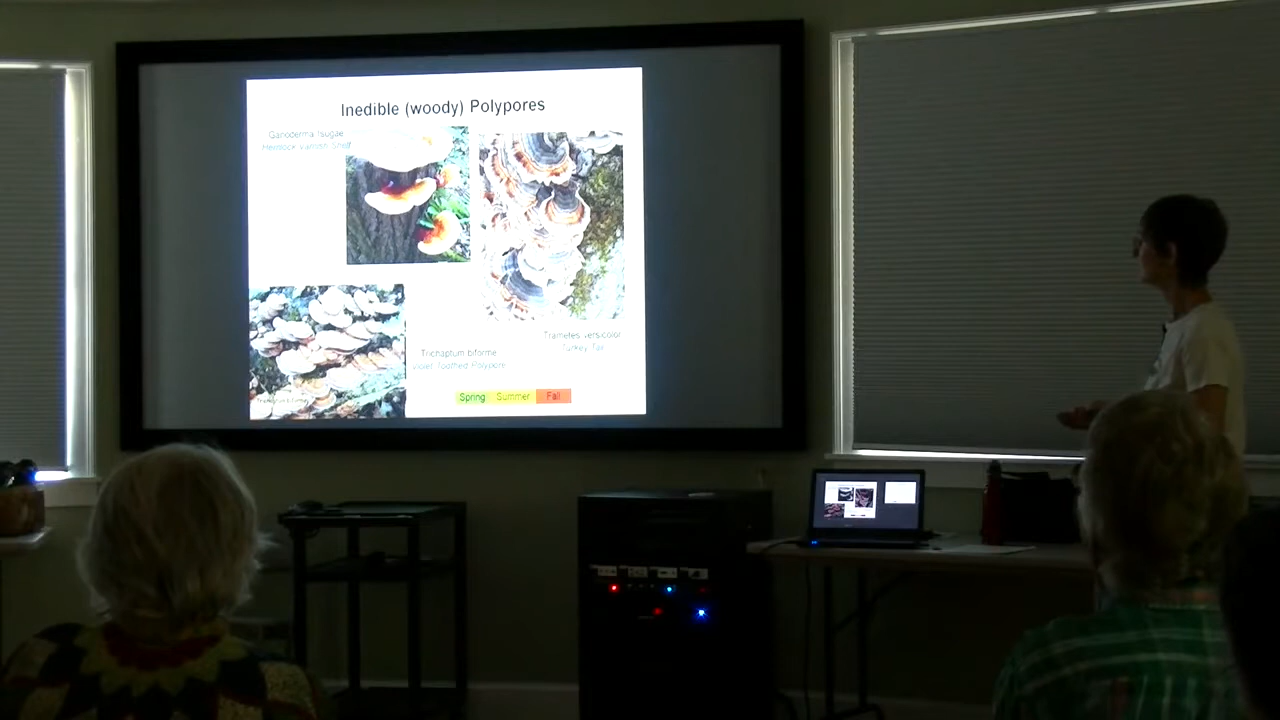 Inedible (woody) Polypores
Ganoderma tsugae
Hemlock Varnish Shelf
Trametes versicolor
Turkey Tail
Trichaptum biforme
Violet Toothed Polypore
Spring Summer Fall